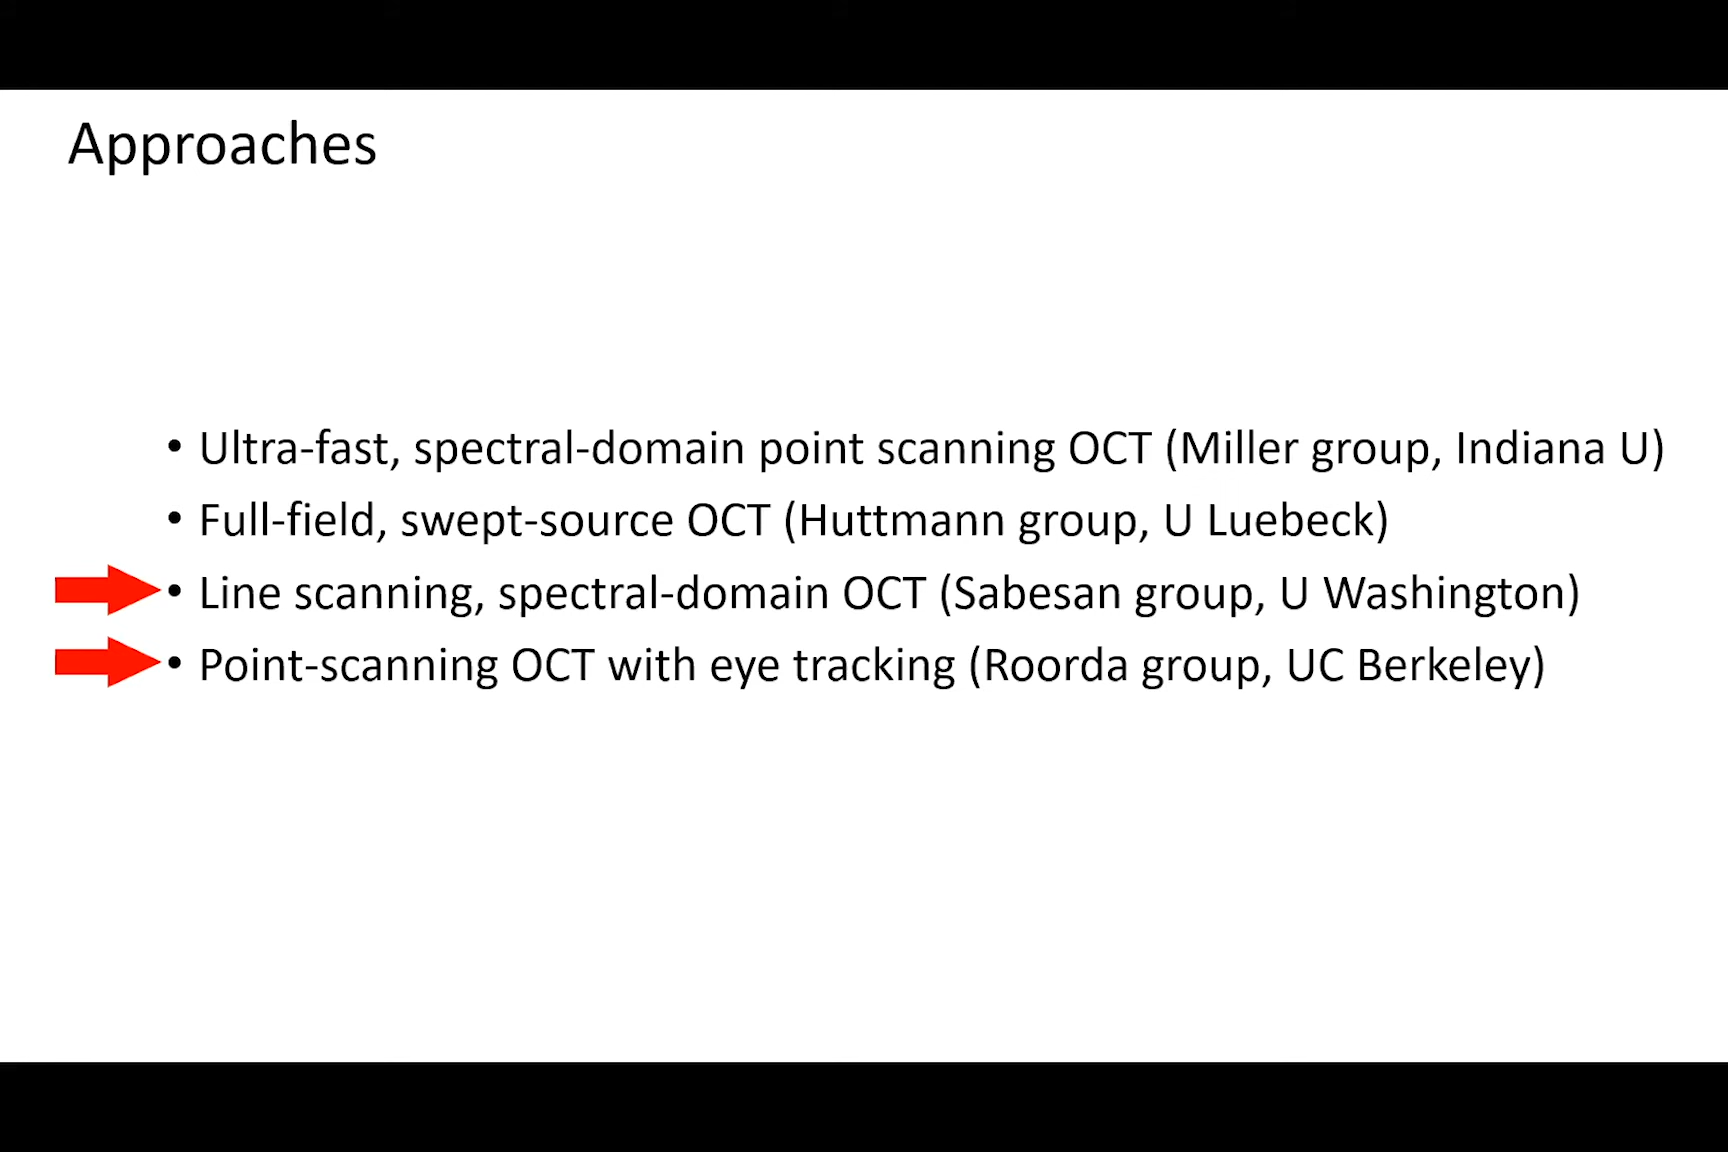 Approaches
• Ultra-fast, spectral-domain point scanning OCT (Miller group, Indiana U)
• Full-field, swept-source OCT (Huttmann group, U Luebeck)
• Line scanning, spectral-domain OCT (Sabesan group, U Washington)
• Point-scanning OCT with eye tracking (Roorda group, UC Berkeley)